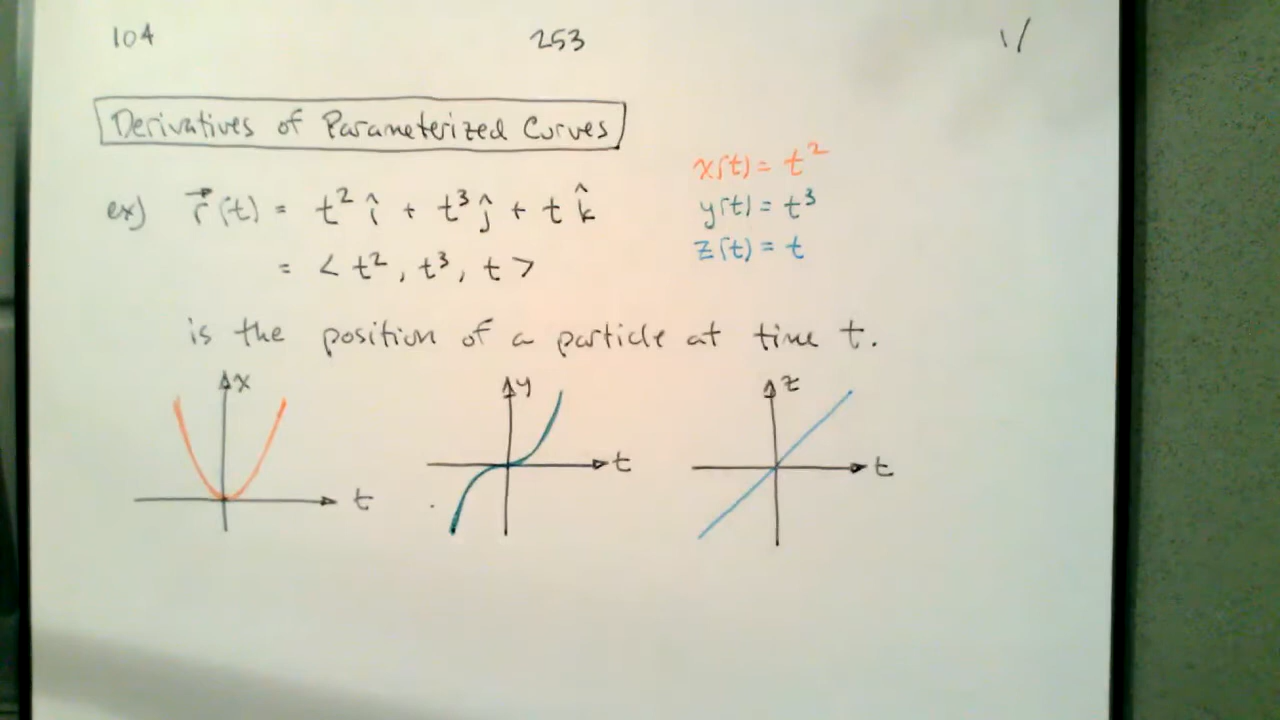 104 253 1/
Derivatives of Parameterized Curves
ex) r⃗(t) = t² î + t³ ĵ + t k̂
= < t², t³, t >
x(t) = t²
y(t) = t³
z(t) = t
is the position of a particle at time t.
x
t
y
t
z
t